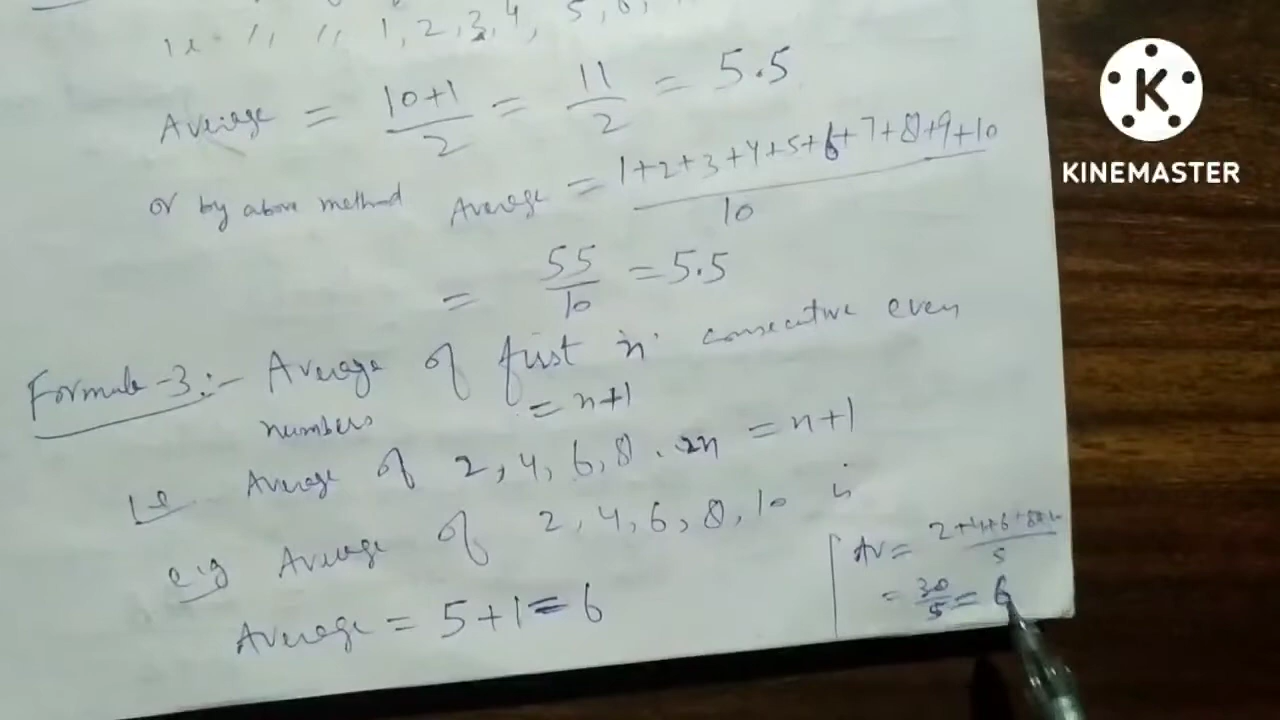 i.e. 〃 〃 1, 2, 3, 4, 5, 6,
Average = 10+1/2 = 11/2 = 5.5
or by above method Average = 1+2+3+4+5+6+7+8+9+10/10
= 55/10 = 5.5
Formula-3:- Average of first 'n' consecutive even
numbers = n+1
i.e. Average of 2, 4, 6, 8 . 2n = n+1
e.g Average of 2, 4, 6, 8, 10 is
Average = 5+1 = 6
AV = 2+4+6+8+10/5
= 30/5 = 6
K
KINEMASTER